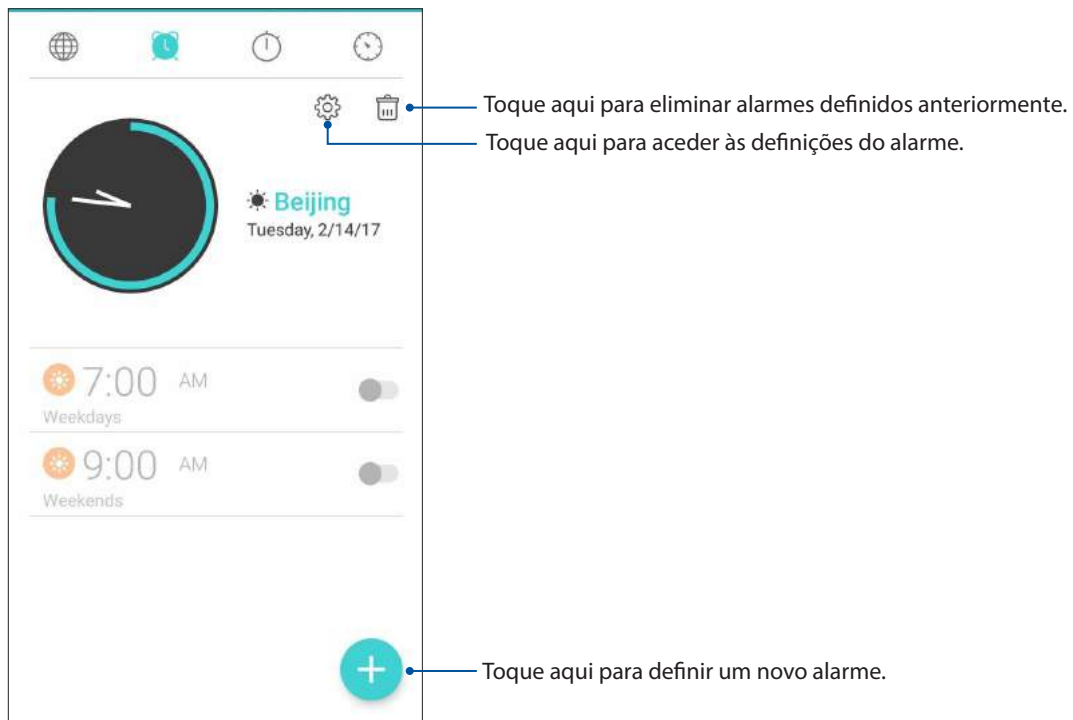 Toque aqui para eliminar alarmes definidos anteriormente.
Toque aqui para aceder às definições do alarme.
Beijing
Tuesday, 2/14/17
7:00 AM
Weekdays
9:00 AM
Weekends
Toque aqui para definir um novo alarme.